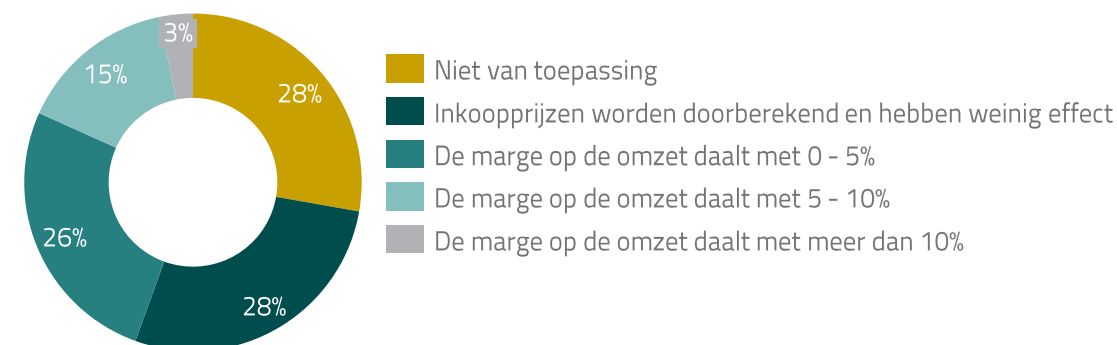 3%
15%
28%
26%
28%
Niet van toepassing
Inkoopprijzen worden doorberekend en hebben weinig effect
De marge op de omzet daalt met 0 - 5%
De marge op de omzet daalt met 5 - 10%
De marge op de omzet daalt met meer dan 10%